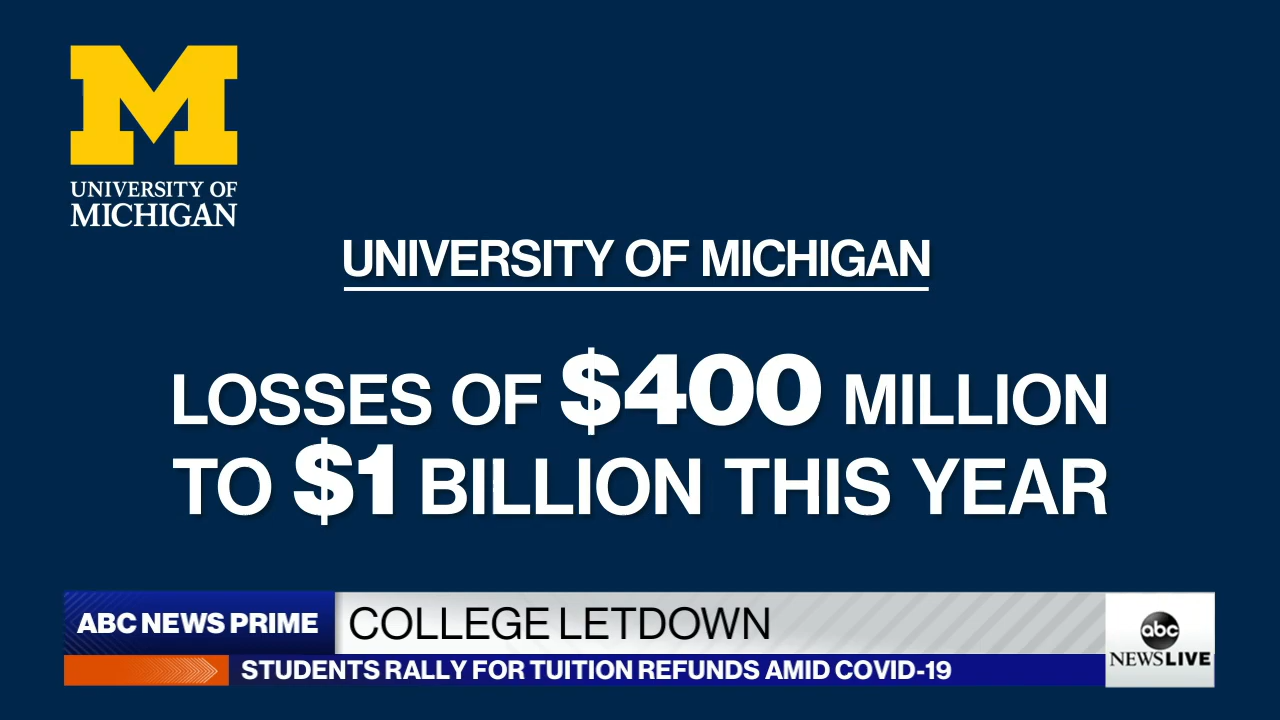 M
UNIVERSITY OF
MICHIGAN
UNIVERSITY OF MICHIGAN
LOSSES OF $400 MILLION
TO $1 BILLION THIS YEAR
ABC NEWS PRIME
COLLEGE LETDOWN
STUDENTS RALLY FOR TUITION REFUNDS AMID COVID-19
abc
NEWSLIVE